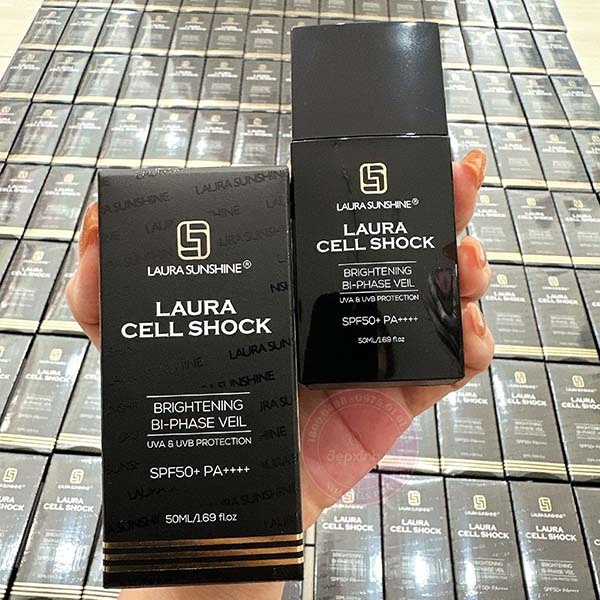 LAURA SUNSHINE®
LAURA
CELL SHOCK
BRIGHTENING
BI-PHASE VEIL
UVA & UVB PROTECTION
SPF50+ PA++++
50ML/1.69 fl.oz
LAURA SUNSHINE®
LAURA
CELL SHOCK
BRIGHTENING
BI-PHASE VEIL
UVA & UVB PROTECTION
SPF50+ PA++++
50ML/1.69 fl.oz